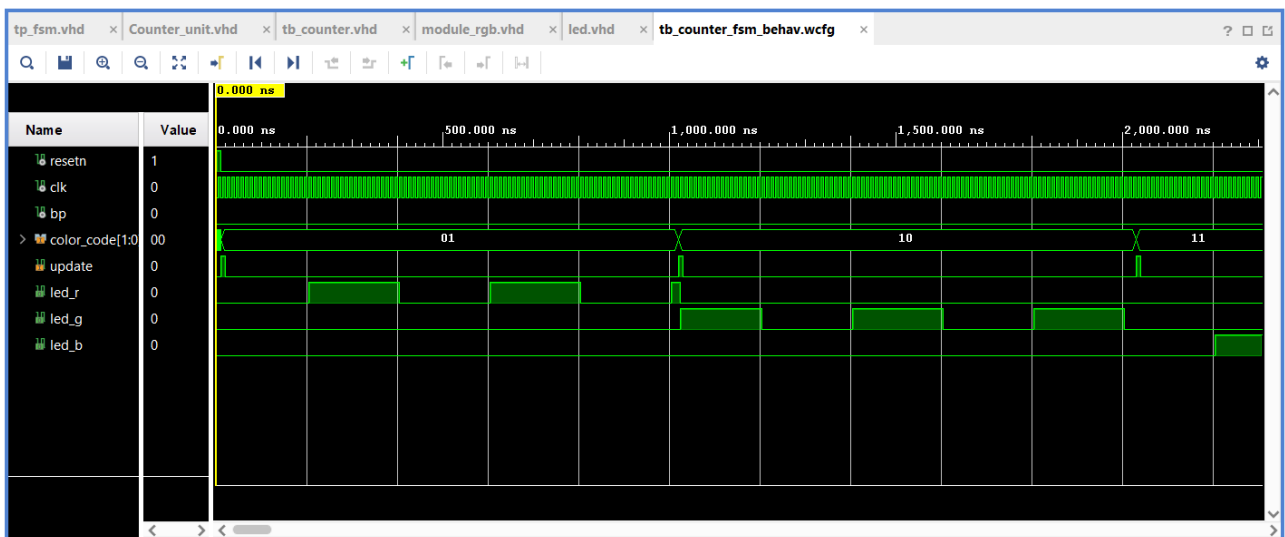 tp_fsm.vhd × Counter_unit.vhd × tb_counter.vhd × module_rgb.vhd × led.vhd × tb_counter_fsm_behav.wcfg × ?
0.000 ns
Name Value 0.000 ns 500.000 ns 1,000.000 ns 1,500.000 ns 2,000.000 ns
resetn 1
clk 0
bp 0
color_code[1:0 00 01 10 11
update 0
led_r 0
led_g 0
led_b 0